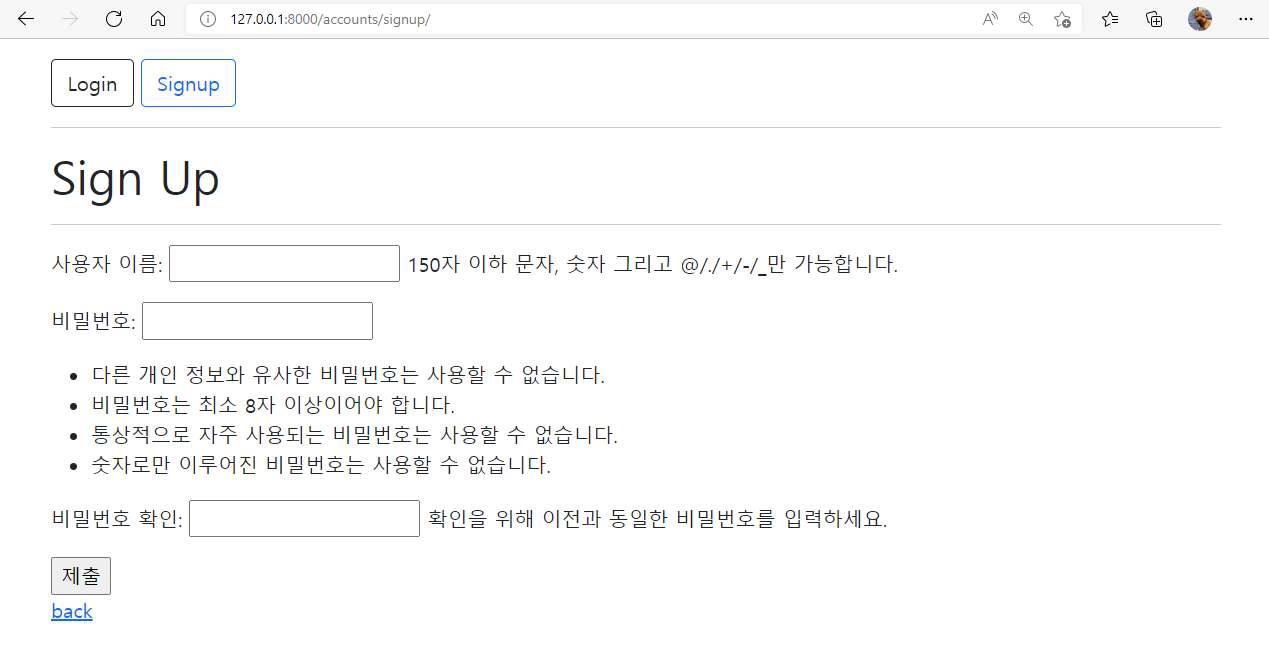 127.0.0.1:8000/accounts/signup/
Login Signup
Sign Up
사용자 이름: 150자 이하 문자, 숫자 그리고 @/./+/-/_만 가능합니다.
비밀번호:
다른 개인 정보와 유사한 비밀번호는 사용할 수 없습니다.
비밀번호는 최소 8자 이상이어야 합니다.
통상적으로 자주 사용되는 비밀번호는 사용할 수 없습니다.
숫자로만 이루어진 비밀번호는 사용할 수 없습니다.
비밀번호 확인: 확인을 위해 이전과 동일한 비밀번호를 입력하세요.
제출
back